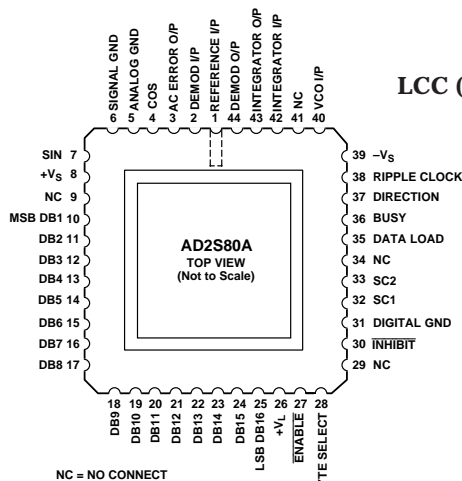 LCC (
6 SIGNAL GND
5 ANALOG GND
4 COS
3 AC ERROR O/P
2 DEMOD I/P
1 REFERENCE I/P
44 DEMOD O/P
43 INTEGRATOR O/P
42 INTEGRATOR I/P
41 NC
40 VCO I/P
SIN 7
+VS 8
NC 9
MSB DB1 10
DB2 11
DB3 12
DB4 13
DB5 14
DB6 15
DB7 16
DB8 17
AD2S80A
TOP VIEW
(Not to Scale)
39 –VS
38 RIPPLE CLOCK
37 DIRECTION
36 BUSY
35 DATA LOAD
34 NC
33 SC2
32 SC1
31 DIGITAL GND
30 INHIBIT
29 NC
18 DB9
19 DB10
20 DB11
21 DB12
22 DB13
23 DB14
24 DB15
25 LSB DB16
26 +VL
27 ENABLE
28 TE SELECT
NC = NO CONNECT